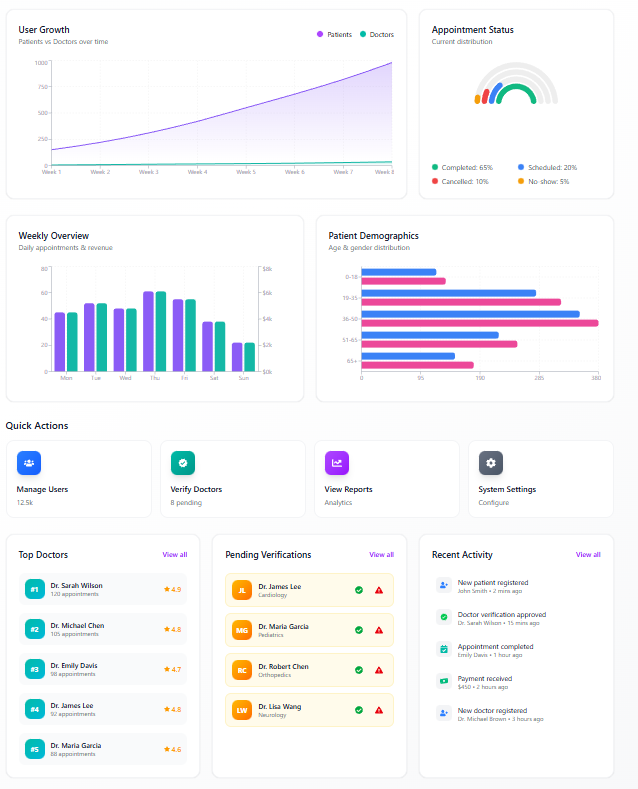 User Growth
Patients vs Doctors over time
Patients
Doctors
1000
750
500
250
0
Week 1
Week 2
Week 3
Week 4
Week 5
Week 6
Week 7
Week 8
Appointment Status
Current distribution
Completed: 65%
Scheduled: 20%
Cancelled: 10%
No-show: 5%
Weekly Overview
Daily appointments & revenue
80
60
40
20
0
$8k
$6k
$4k
$2k
$0k
Mon
Tue
Wed
Thu
Fri
Sat
Sun
Patient Demographics
Age & gender distribution
0-18
19-35
36-50
51-65
65+
0
95
190
285
380
Quick Actions
Manage Users
12.5k
Verify Doctors
8 pending
View Reports
Analytics
System Settings
Configure
Top Doctors
View all
#1
Dr. Sarah Wilson
120 appointments
4.9
#2
Dr. Michael Chen
105 appointments
4.8
#3
Dr. Emily Davis
98 appointments
4.7
#4
Dr. James Lee
92 appointments
4.8
#5
Dr. Maria Garcia
88 appointments
4.6
Pending Verifications
View all
JL
Dr. James Lee
Cardiology
MG
Dr. Maria Garcia
Pediatrics
RC
Dr. Robert Chen
Orthopedics
LW
Dr. Lisa Wang
Neurology
Recent Activity
View all
New patient registered
John Smith • 2 mins ago
Doctor verification approved
Dr. Sarah Wilson • 15 mins ago
Appointment completed
Emily Davis • 1 hour ago
Payment received
$450 • 2 hours ago
New doctor registered
Dr. Michael Brown • 3 hours ago